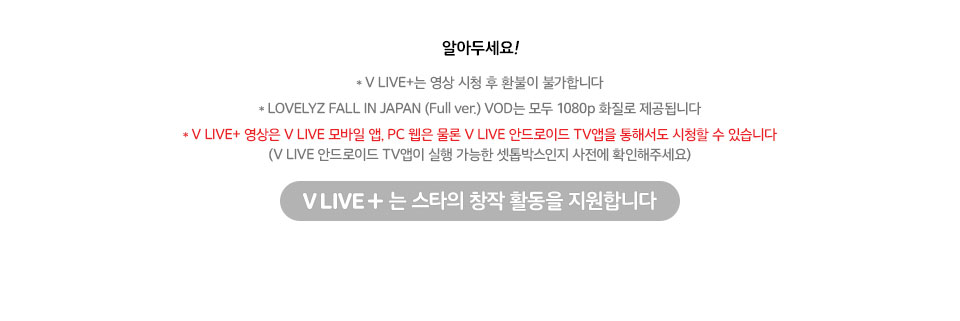 알아두세요!
* V LIVE+는 영상 시청 후 환불이 불가합니다
* LOVELYZ FALL IN JAPAN (Full ver.) VOD는 모두 1080p 화질로 제공됩니다
* V LIVE+ 영상은 V LIVE 모바일 앱, PC 웹은 물론 V LIVE 안드로이드 TV앱을 통해서도 시청할 수 있습니다
(V LIVE 안드로이드 TV앱이 실행 가능한 셋톱박스인지 사전에 확인해주세요)
V LIVE+ 는 스타의 창작 활동을 지원합니다